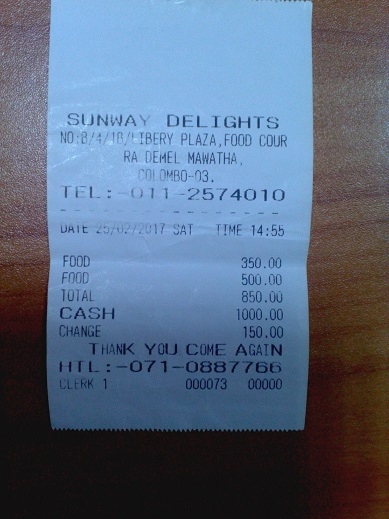 SUNWAY DELIGHTS
NO:B/4/1B/LIBERY PLAZA,FOOD COUR
RA DEMEL MAWATHA,
COLOMBO-03.
TEL:-011-2574010
- - - - - - - - - - - - - - - -
DATE 25/02/2017 SAT TIME 14:55
FOOD 350.00
FOOD 500.00
TOTAL 850.00
CASH 1000.00
CHANGE 150.00
THANK YOU COME AGAIN
HTL:-071-0887766
CLERK 1 000073 00000